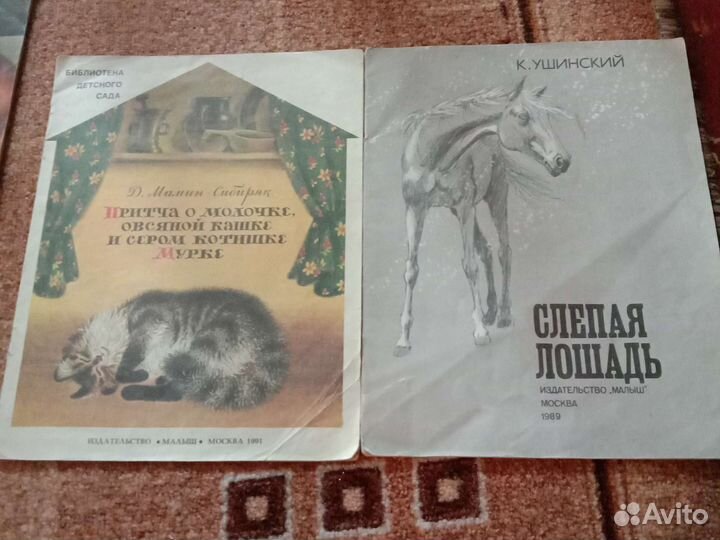 БИБЛИОТЕКА
ДЕТСКОГО
САДА
Д. Мамин Сибиряк
ПРИТЧА О МОЛОЧКЕ,
ОВСЯНОЙ КАШКЕ
И СЕРОМ КОТИШКЕ
МУРКЕ
ИЗДАТЕЛЬСТВО • МАЛЫШ • МОСКВА 1991
К. УШИНСКИЙ
СЛЕПАЯ
ЛОШАДЬ
ИЗДАТЕЛЬСТВО „МАЛЫШ"
МОСКВА
1989
Avito